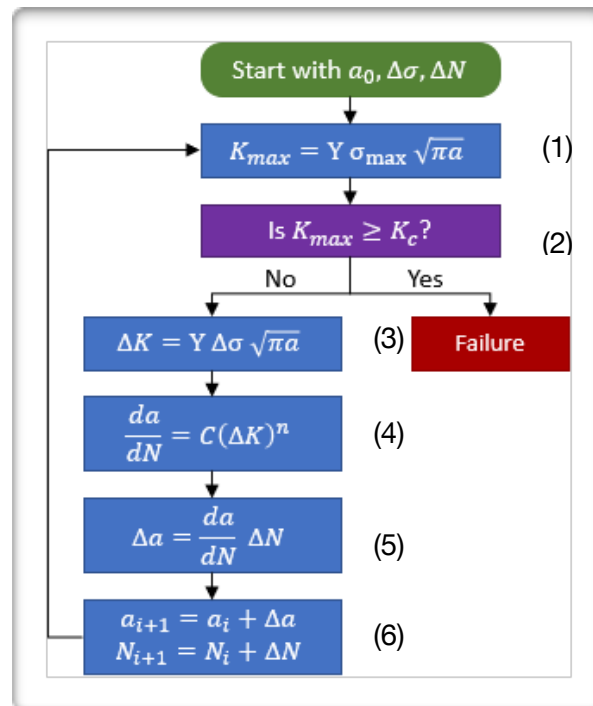 Start with a₀, Δσ, ΔN
K_max = Y σ_max √πa (1)
Is K_max ≥ K_c? (2)
No Yes
ΔK = Y Δσ √πa (3) Failure
da/dN = C(ΔK)ⁿ (4)
Δa = da/dN ΔN (5)
a_{i+1} = a_i + Δa
N_{i+1} = N_i + ΔN (6)